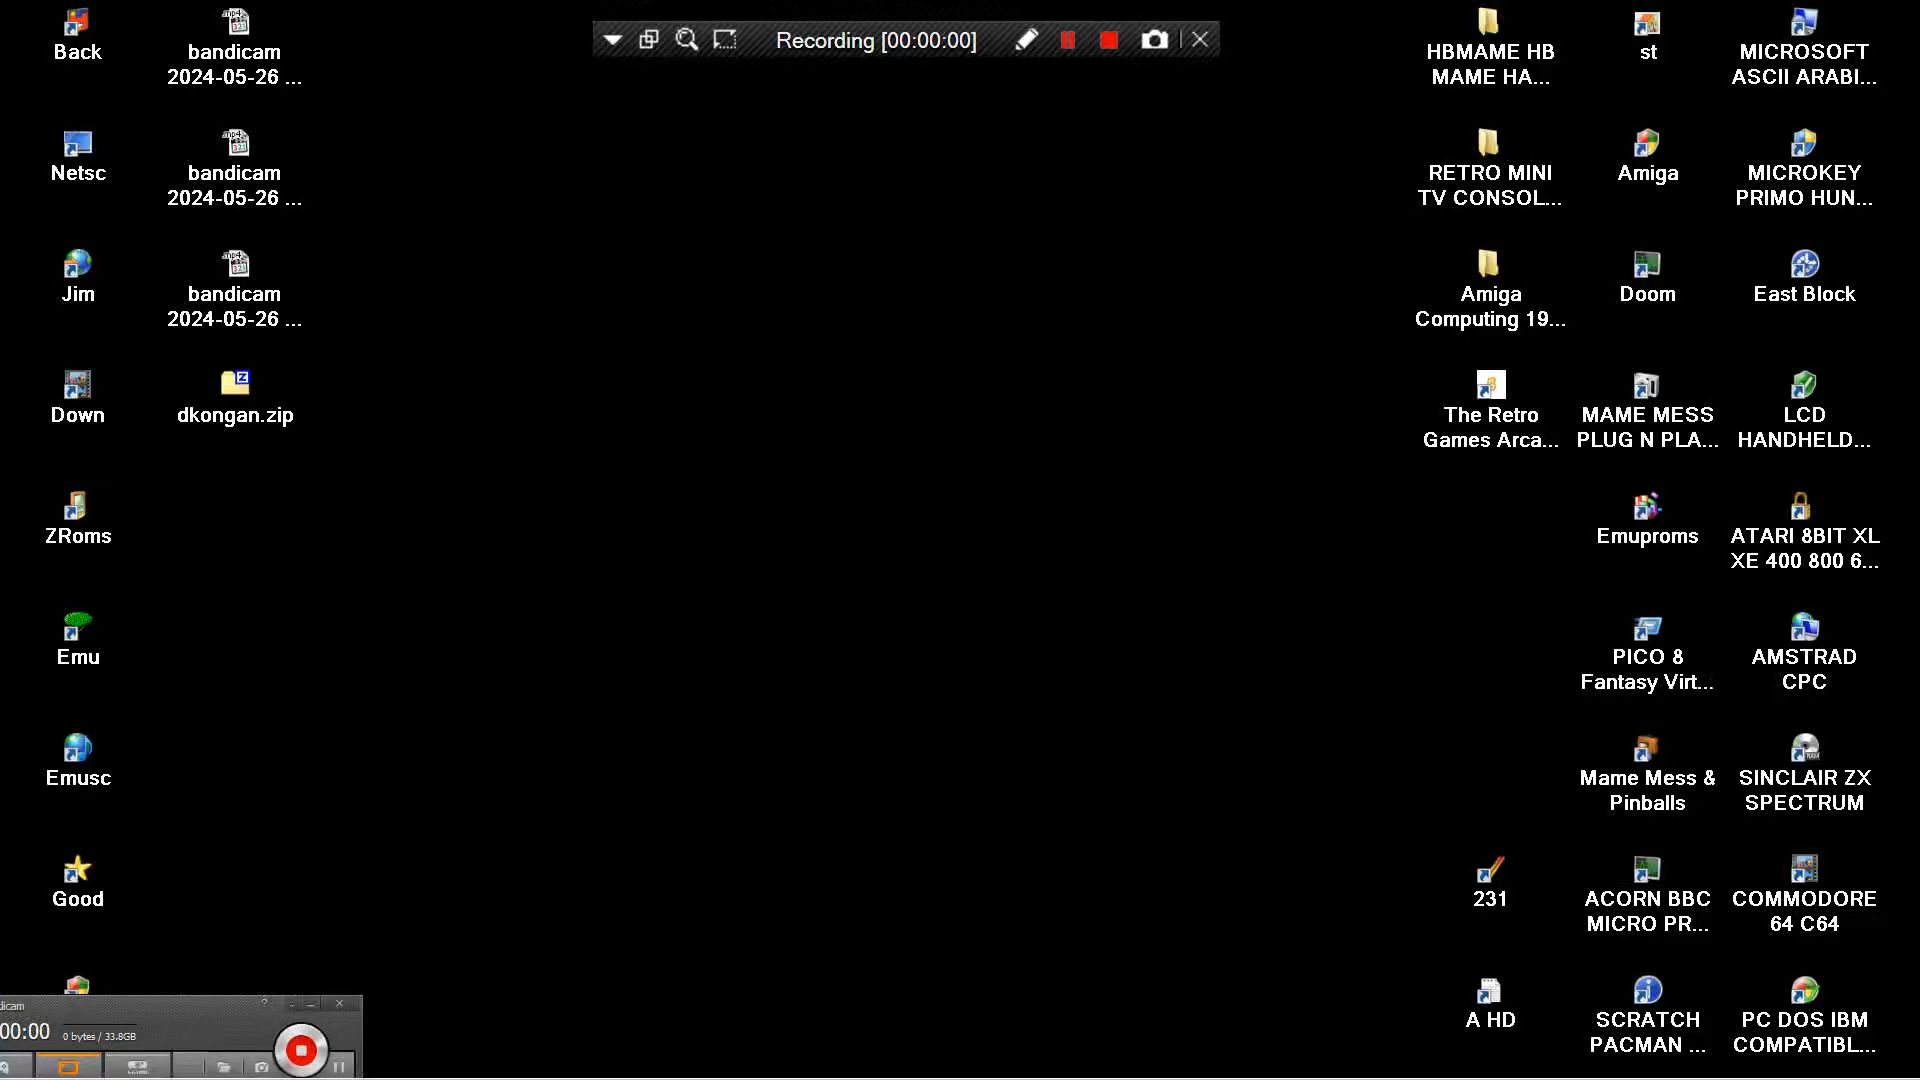 Recording [00:00:00]
Back
bandicam
2024-05-26 ...
Netsc
bandicam
2024-05-26 ...
Jim
bandicam
2024-05-26 ...
Down
dkongan.zip
ZRoms
Emu
Emusc
Good
HBMAME HB
MAME HA...
st
MICROSOFT
ASCII ARABI...
RETRO MINI
TV CONSOL...
Amiga
MICROKEY
PRIMO HUN...
Amiga
Computing 19...
Doom
East Block
The Retro
Games Arca...
MAME MESS
PLUG N PLA...
LCD
HANDHELD...
Emuproms
ATARI 8BIT XL
XE 400 800 6...
PICO 8
Fantasy Virt...
AMSTRAD
CPC
Mame Mess &
Pinballs
SINCLAIR ZX
SPECTRUM
231
ACORN BBC
MICRO PR...
COMMODORE
64 C64
A HD
SCRATCH
PACMAN ...
PC DOS IBM
COMPATIBL...
dicam
00:00
0 bytes / 33.8GB